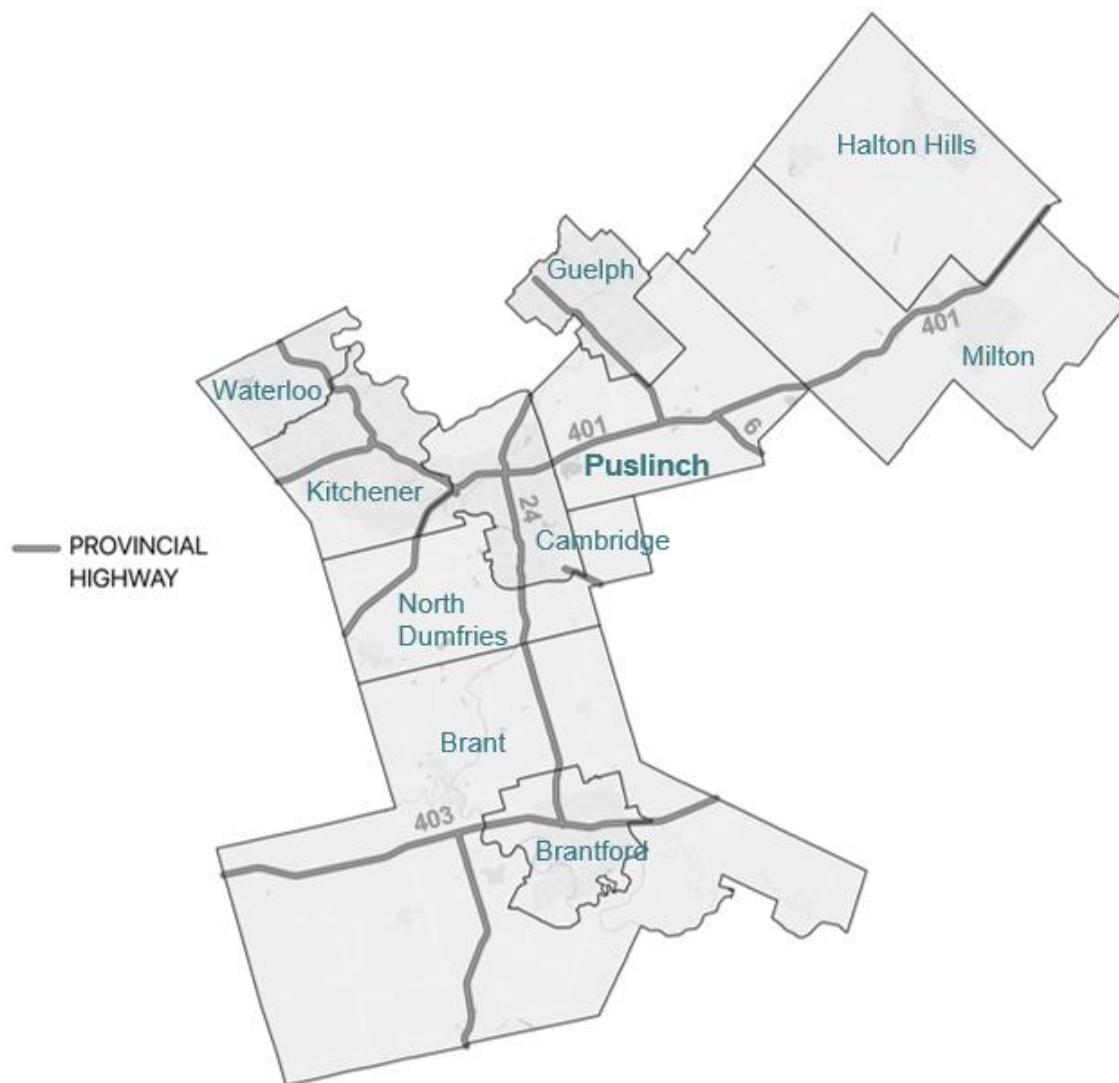 Halton Hills
Guelph
401
Milton
Waterloo
401
6
Puslinch
Kitchener
24
Cambridge
PROVINCIAL
HIGHWAY
North
Dumfries
Brant
403
Brantford